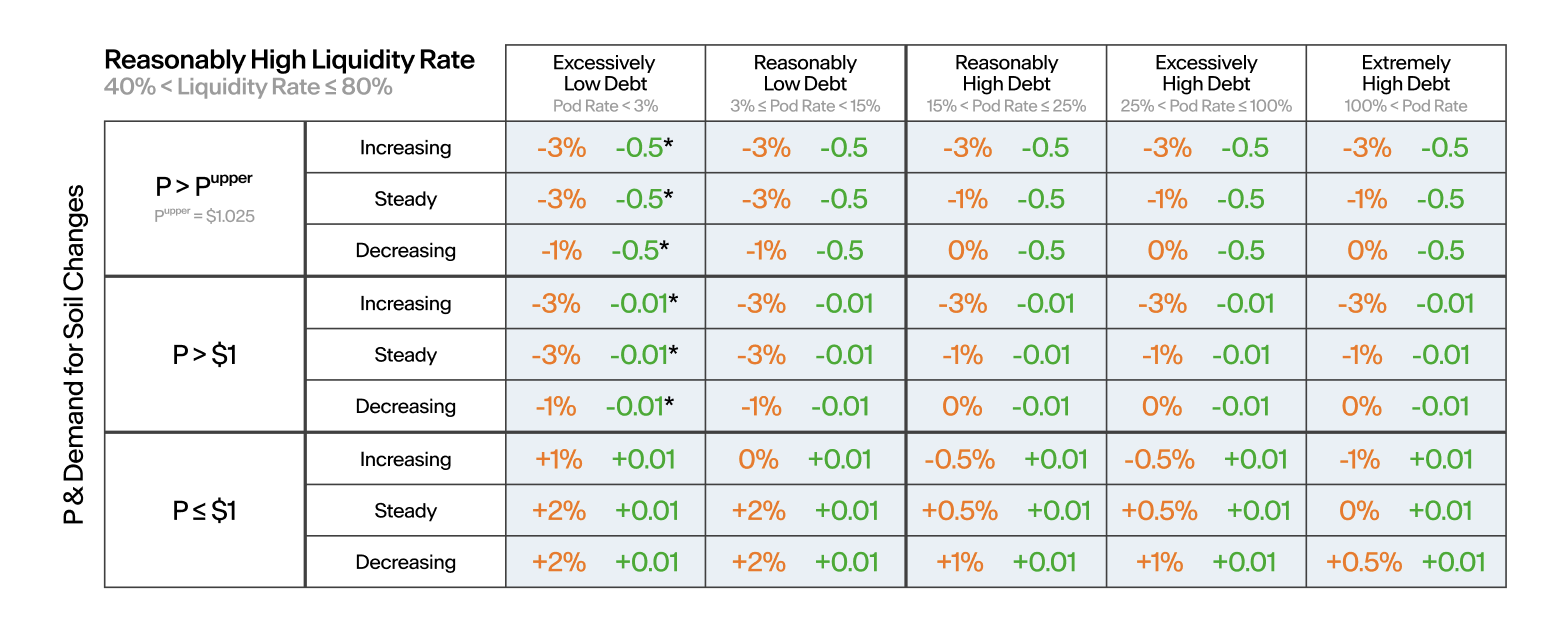 Reasonably High Liquidity Rate
40% < Liquidity Rate ≤ 80%
Excessively
Low Debt
Pod Rate < 3%
Reasonably
Low Debt
3% ≤ Pod Rate < 15%
Reasonably
High Debt
15% < Pod Rate ≤ 25%
Excessively
High Debt
25% < Pod Rate ≤ 100%
Extremely
High Debt
100% < Pod Rate
P & Demand for Soil Changes
P > Pupper
Pupper = $1.025
Increasing -3% -0.5* -3% -0.5 -3% -0.5 -3% -0.5 -3% -0.5
Steady -3% -0.5* -3% -0.5 -1% -0.5 -1% -0.5 -1% -0.5
Decreasing -1% -0.5* -1% -0.5 0% -0.5 0% -0.5 0% -0.5
P > $1
Increasing -3% -0.01* -3% -0.01 -3% -0.01 -3% -0.01 -3% -0.01
Steady -3% -0.01* -3% -0.01 -1% -0.01 -1% -0.01 -1% -0.01
Decreasing -1% -0.01* -1% -0.01 0% -0.01 0% -0.01 0% -0.01
P ≤ $1
Increasing +1% +0.01 0% +0.01 -0.5% +0.01 -0.5% +0.01 -1% +0.01
Steady +2% +0.01 +2% +0.01 +0.5% +0.01 +0.5% +0.01 0% +0.01
Decreasing +2% +0.01 +2% +0.01 +1% +0.01 +1% +0.01 +0.5% +0.01